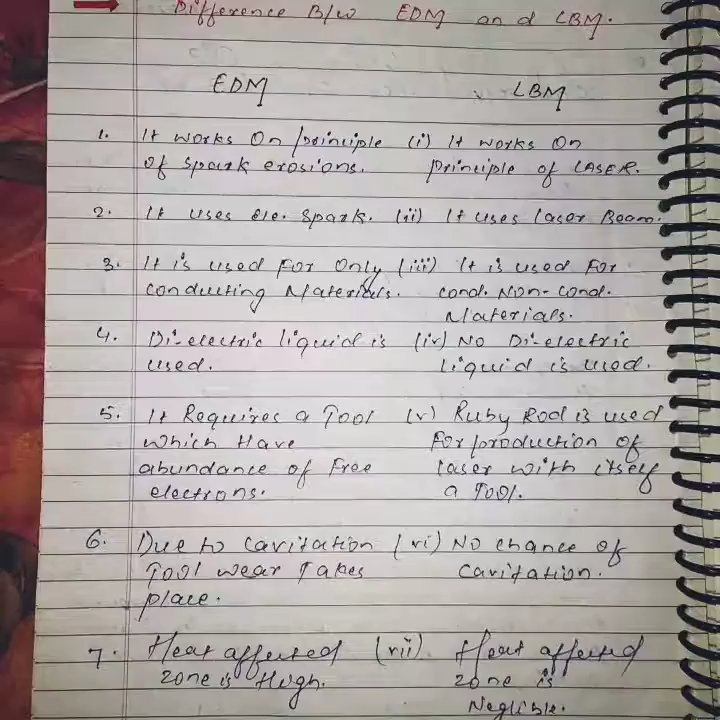 Difference B/w EDM and LBM.
EDM LBM
1. It works On principle (i) It works On
of spark erosions. principle of LASER.
2. It uses ele. spark. (ii) It uses laser Beam.
3. It is used For Only (iii) It is used For
conducting Materials. cond. Non-cond.
Materials.
4. Di-electric liquid is (iv) No Di-electric
used. liquid is used.
5. It Requires a Tool (v) Ruby Rod is used
which Have For production of
abundance of Free laser with itself
electrons. a Tool.
6. Due to cavitation (vi) No chance of
Tool wear Takes cavitation.
place.
7. Heat affected (vii) Heat affected
zone is High. zone is
Neglible.